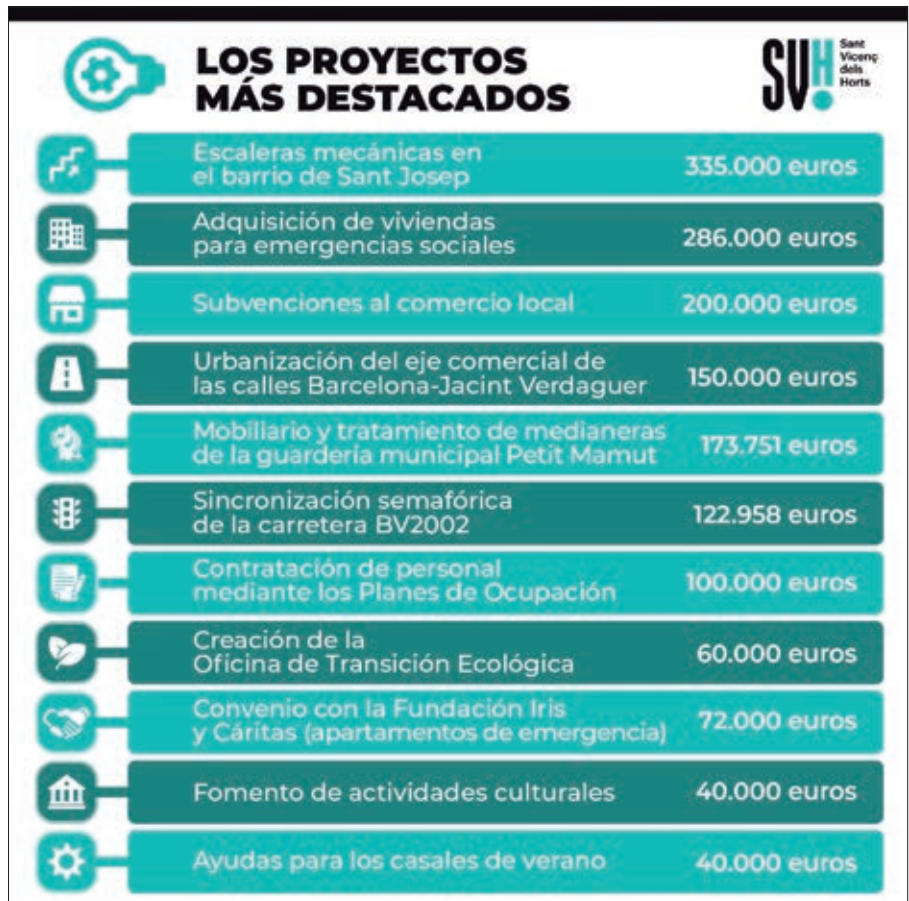 LOS PROYECTOS
MÁS DESTACADOS
Sant
Vicenç
dels
Horts
SVH
Escaleras mecánicas en
el barrio de Sant Josep
335.000 euros
Adquisición de viviendas
para emergencias sociales
286.000 euros
Subvenciones al comercio local
200.000 euros
Urbanización del eje comercial de
las calles Barcelona-Jacint Verdaguer
150.000 euros
Mobiliario y tratamiento de medianeras
de la guardería municipal Petit Mamut
173.751 euros
Sincronización semafórica
de la carretera BV2002
122.958 euros
Contratación de personal
mediante los Planes de Ocupación
100.000 euros
Creación de la
Oficina de Transición Ecológica
60.000 euros
Convenio con la Fundación Iris
y Cáritas (apartamentos de emergencia)
72.000 euros
Fomento de actividades culturales
40.000 euros
Ayudas para los casales de verano
40.000 euros